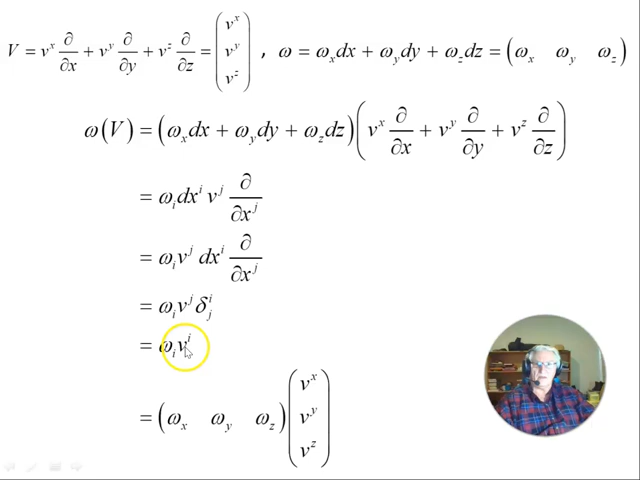 V = v^x ∂/∂x + v^y ∂/∂y + v^z ∂/∂z = (v^x v^y v^z) , ω = ω_x dx + ω_y dy + ω_z dz = (ω_x ω_y ω_z)
ω(V) = (ω_x dx + ω_y dy + ω_z dz)(v^x ∂/∂x + v^y ∂/∂y + v^z ∂/∂z)
= ω_i dx^i v^j ∂/∂x^j
= ω_i v^j dx^i ∂/∂x^j
= ω_i v^j δ^i_j
= ω_i v^i
= (ω_x ω_y ω_z)(v^x v^y v^z)